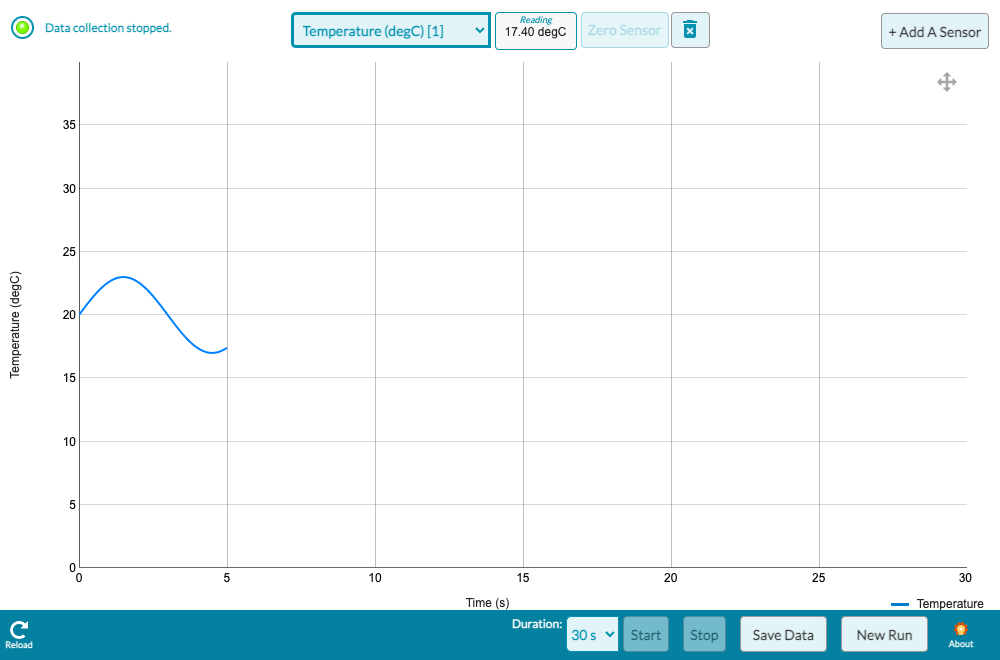 Data collection stopped.
Temperature (degC) [1]
Reading
17.40 degC
Zero Sensor
+ Add A Sensor
35
30
25
20
15
10
5
0
Temperature (degC)
0 5 10 15 20 25 30
Time (s)
Temperature
Reload
Duration:
30 s
Start
Stop
Save Data
New Run
About